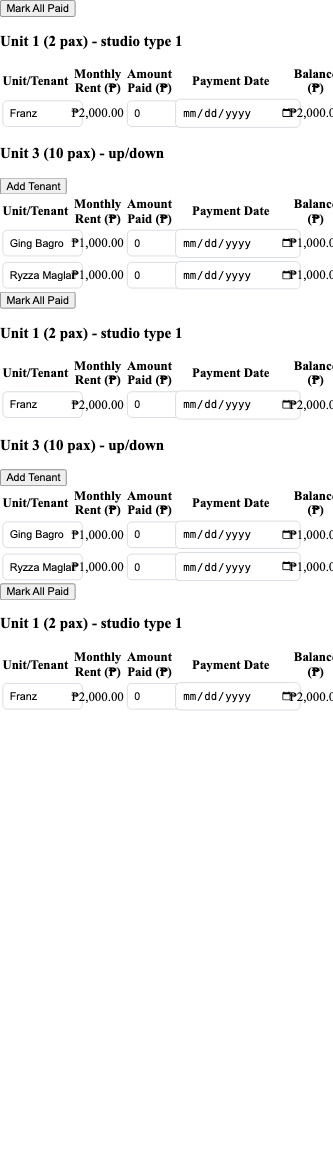 Mark All Paid
Unit 1 (2 pax) - studio type 1
Unit/Tenant Monthly Rent (₱) Amount Paid (₱) Payment Date Balance (₱)
Franz ₱2,000.00 0 mm/dd/yyyy ₱2,000.0
Unit 3 (10 pax) - up/down
Add Tenant
Unit/Tenant Monthly Rent (₱) Amount Paid (₱) Payment Date Balance (₱)
Ging Bagro ₱1,000.00 0 mm/dd/yyyy ₱1,000.0
Ryzza Magla ₱1,000.00 0 mm/dd/yyyy ₱1,000.0
Mark All Paid
Unit 1 (2 pax) - studio type 1
Unit/Tenant Monthly Rent (₱) Amount Paid (₱) Payment Date Balance (₱)
Franz ₱2,000.00 0 mm/dd/yyyy ₱2,000.0
Unit 3 (10 pax) - up/down
Add Tenant
Unit/Tenant Monthly Rent (₱) Amount Paid (₱) Payment Date Balance (₱)
Ging Bagro ₱1,000.00 0 mm/dd/yyyy ₱1,000.0
Ryzza Magla ₱1,000.00 0 mm/dd/yyyy ₱1,000.0
Mark All Paid
Unit 1 (2 pax) - studio type 1
Unit/Tenant Monthly Rent (₱) Amount Paid (₱) Payment Date Balance (₱)
Franz ₱2,000.00 0 mm/dd/yyyy ₱2,000.0